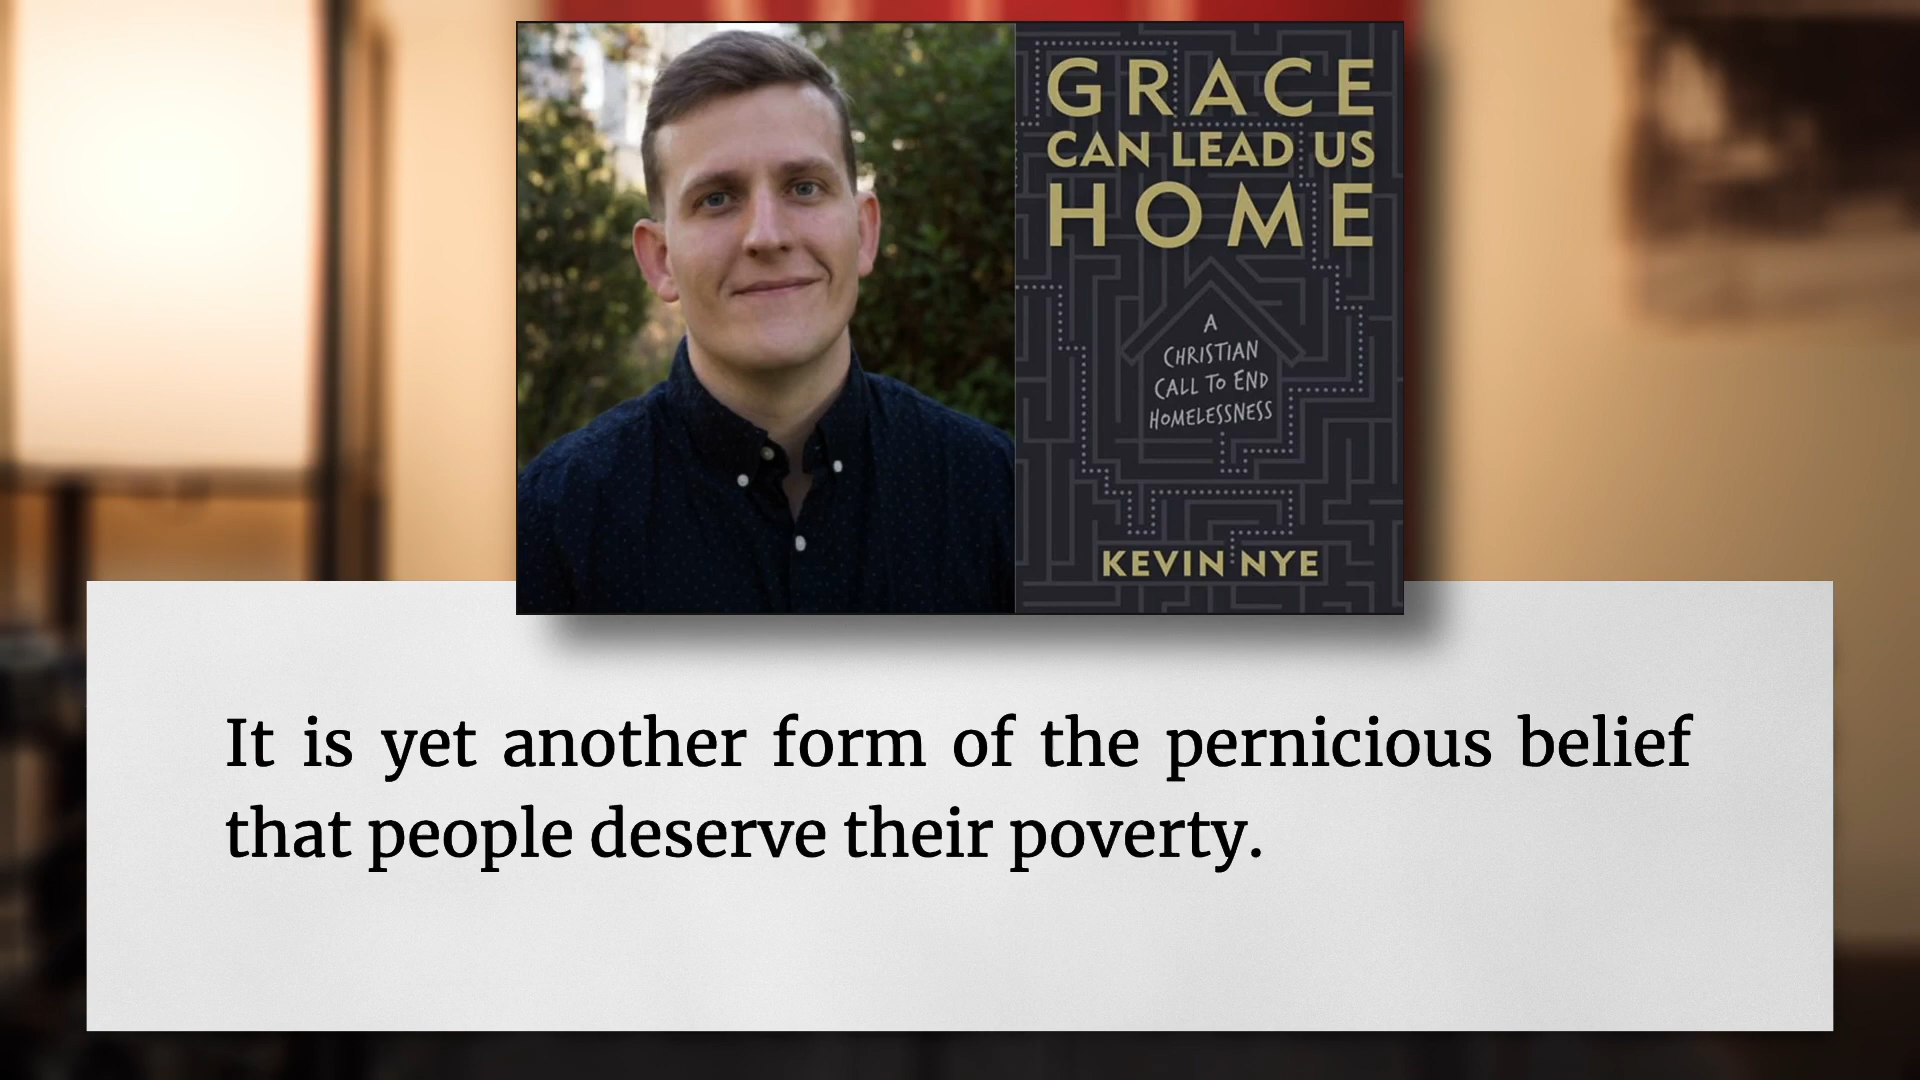 GRACE
CAN LEAD US
HOME
A
CHRISTIAN
CALL TO END
HOMELESSNESS
KEVIN NYE
It is yet another form of the pernicious belief
that people deserve their poverty.